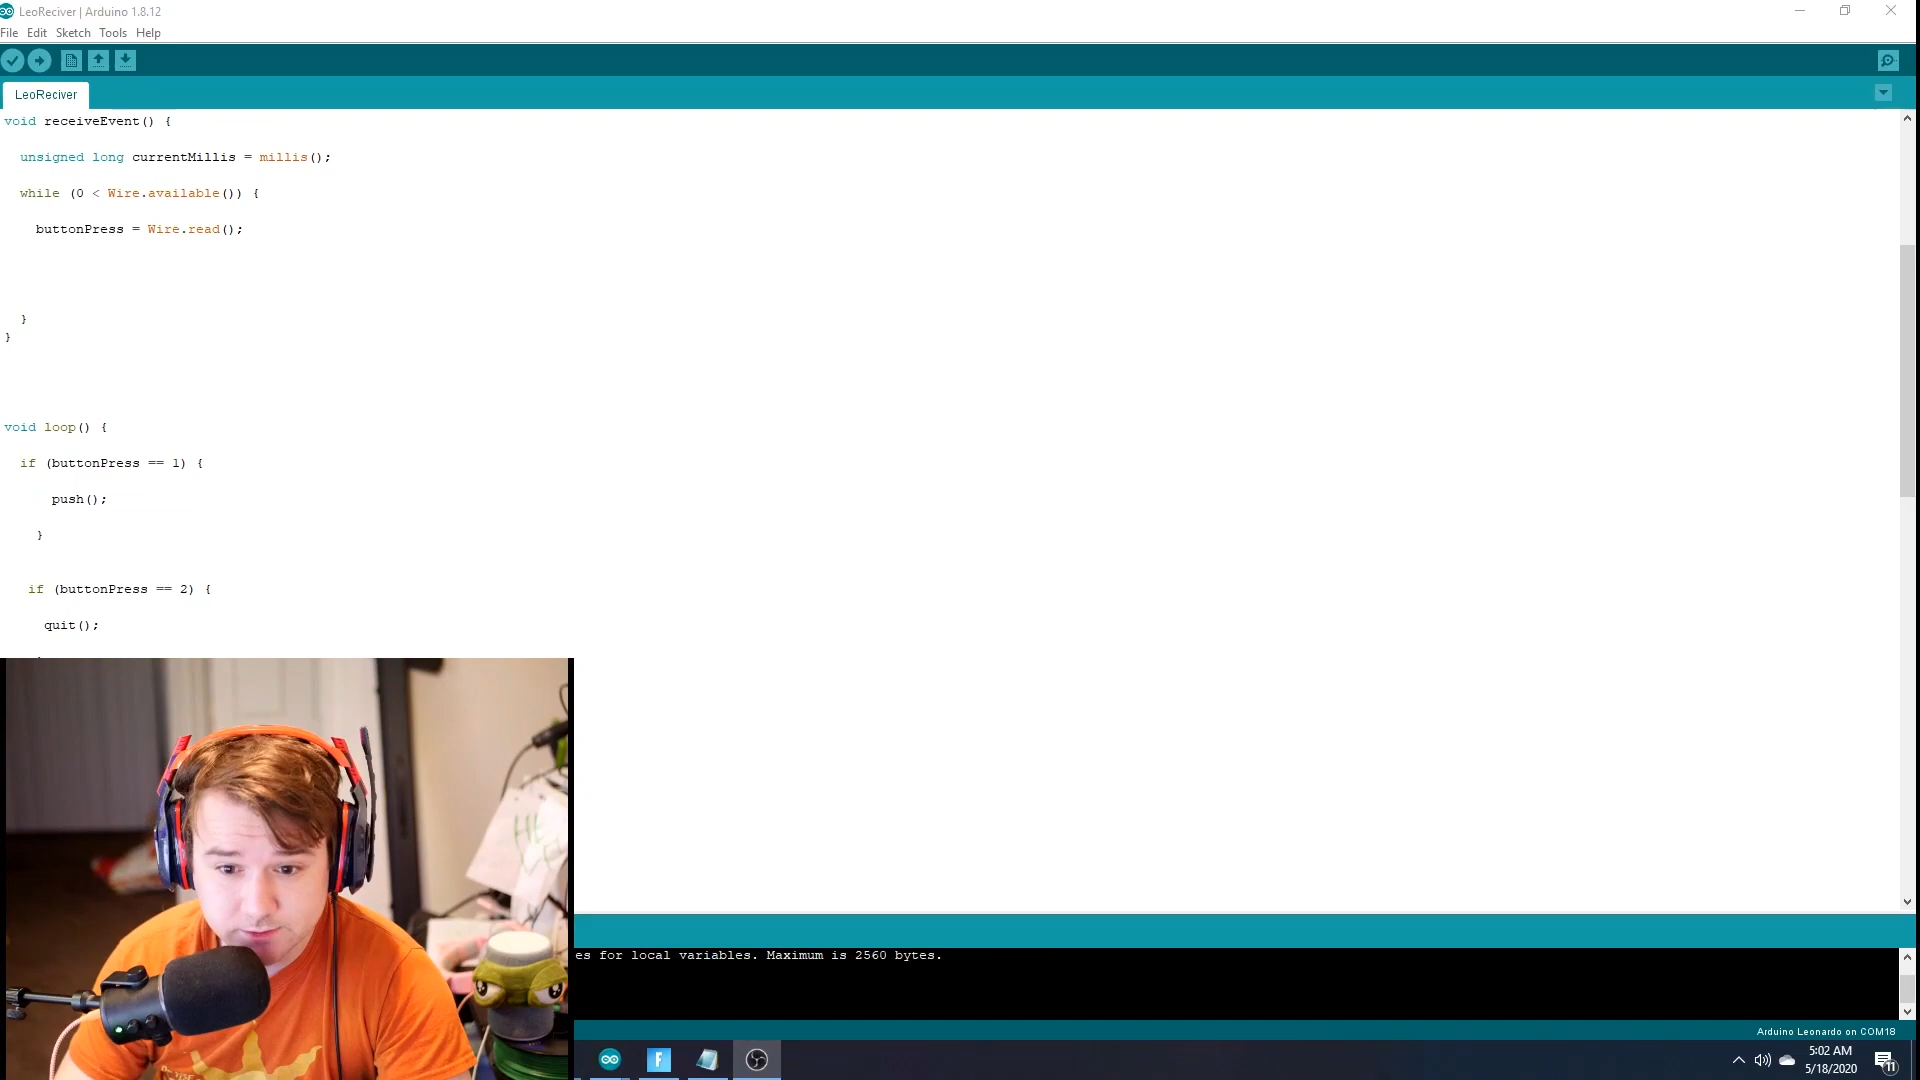 LeoReciver | Arduino 1.8.12
File Edit Sketch Tools Help
LeoReciver
void receiveEvent() {
unsigned long currentMillis = millis();
while (0 < Wire.available()) {
buttonPress = Wire.read();
}
}
void loop() {
if (buttonPress == 1) {
push();
}
if (buttonPress == 2) {
quit();
es for local variables. Maximum is 2560 bytes.
Arduino Leonardo on COM18
F
5:02 AM
5/18/2020
11